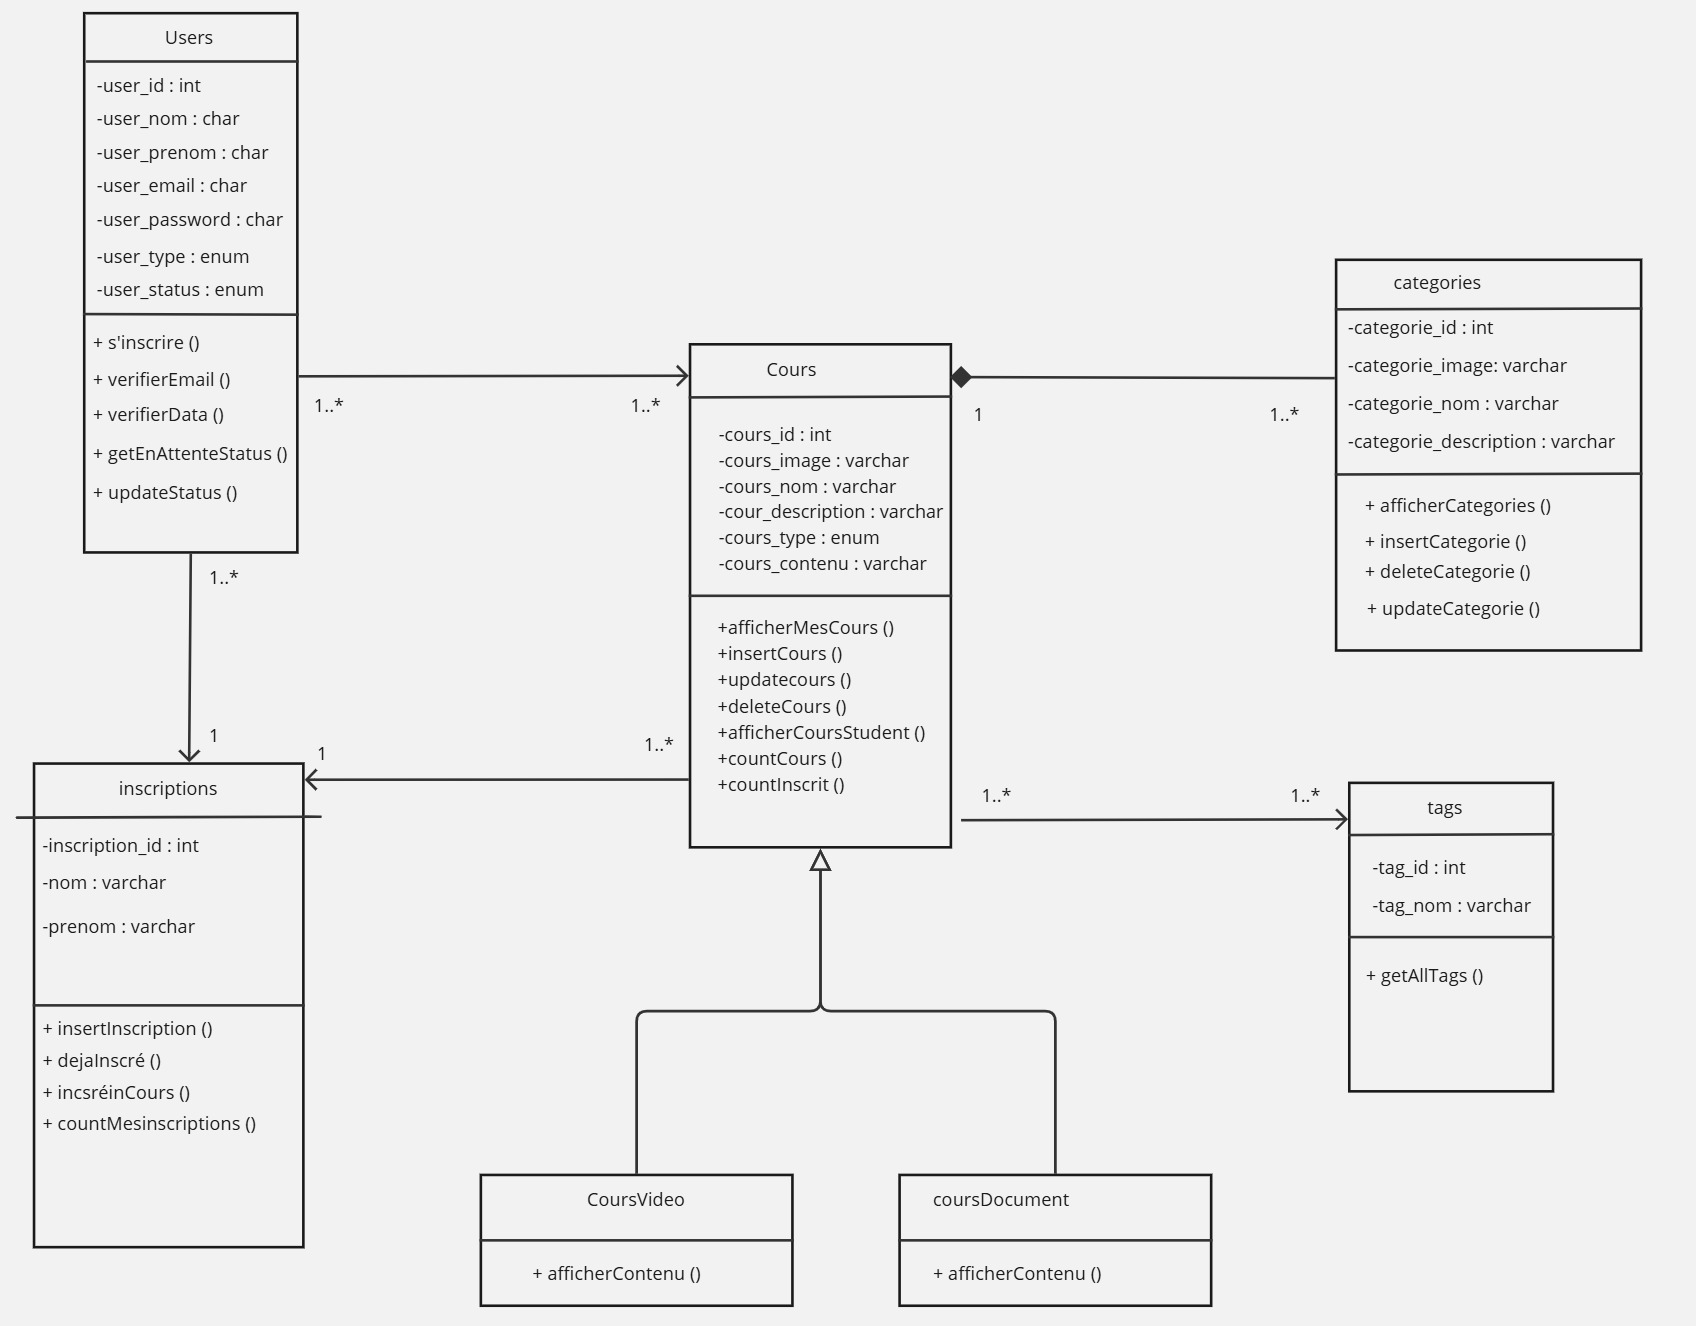 Users
-user_id : int
-user_nom : char
-user_prenom : char
-user_email : char
-user_password : char
-user_type : enum
-user_status : enum
+ s'inscrire ()
+ verifierEmail ()
+ verifierData ()
+ getEnAttenteStatus ()
+ updateStatus ()
1..*
1..*
1..*
1
Cours
-cours_id : int
-cours_image : varchar
-cours_nom : varchar
-cour_description : varchar
-cours_type : enum
-cours_contenu : varchar
+afficherMesCours ()
+insertCours ()
+updatecours ()
+deleteCours ()
+afficherCoursStudent ()
+countCours ()
+countInscrit ()
1
1..*
categories
-categorie_id : int
-categorie_image: varchar
-categorie_nom : varchar
-categorie_description : varchar
+ afficherCategories ()
+ insertCategorie ()
+ deleteCategorie ()
+ updateCategorie ()
1
1..*
inscriptions
-inscription_id : int
-nom : varchar
-prenom : varchar
+ insertInscription ()
+ dejaInscré ()
+ incsréinCours ()
+ countMesinscriptions ()
1..*
1..*
tags
-tag_id : int
-tag_nom : varchar
+ getAllTags ()
CoursVideo
+ afficherContenu ()
coursDocument
+ afficherContenu ()